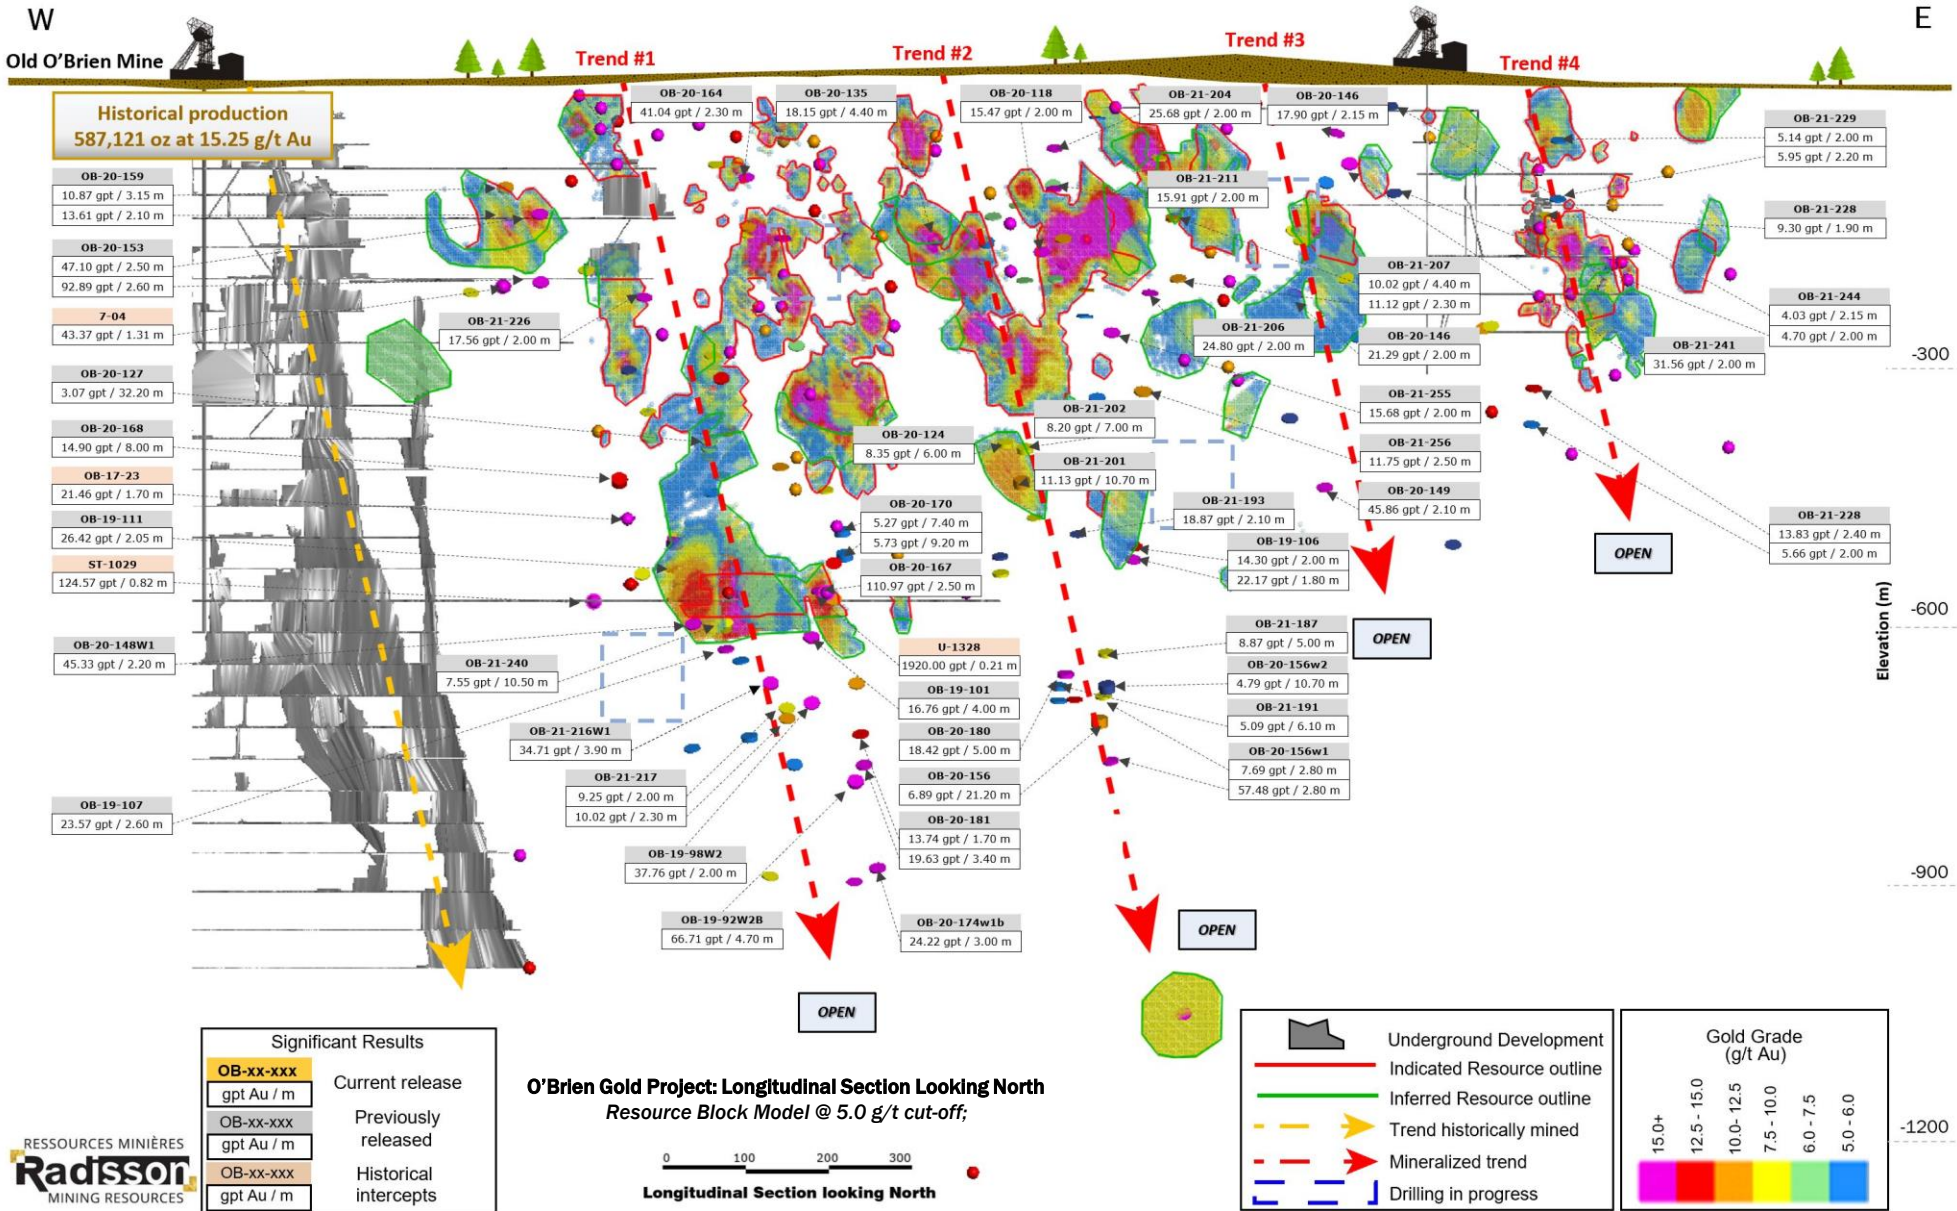 W
E
Old O'Brien Mine
Trend #1
Trend #2
Trend #3
Trend #4
Historical production
587,121 oz at 15.25 g/t Au
OB-20-164
41.04 gpt / 2.30 m
OB-20-135
18.15 gpt / 4.40 m
OB-20-118
15.47 gpt / 2.00 m
OB-21-204
25.68 gpt / 2.00 m
OB-20-146
17.90 gpt / 2.15 m
OB-21-229
5.14 gpt / 2.00 m
5.95 gpt / 2.20 m
OB-20-159
10.87 gpt / 3.15 m
13.61 gpt / 2.10 m
OB-21-211
15.91 gpt / 2.00 m
OB-21-228
9.30 gpt / 1.90 m
OB-20-153
47.10 gpt / 2.50 m
92.89 gpt / 2.60 m
OB-21-207
10.02 gpt / 4.40 m
11.12 gpt / 2.30 m
OB-21-244
4.03 gpt / 2.15 m
4.70 gpt / 2.00 m
7-04
43.37 gpt / 1.31 m
OB-21-226
17.56 gpt / 2.00 m
OB-21-206
24.80 gpt / 2.00 m
OB-20-146
21.29 gpt / 2.00 m
OB-21-241
31.56 gpt / 2.00 m
-300
OB-20-127
3.07 gpt / 32.20 m
OB-21-255
15.68 gpt / 2.00 m
OB-21-202
8.20 gpt / 7.00 m
OB-20-168
14.90 gpt / 8.00 m
OB-20-124
8.35 gpt / 6.00 m
OB-21-256
11.75 gpt / 2.50 m
OB-17-23
21.46 gpt / 1.70 m
OB-21-201
11.13 gpt / 10.70 m
OB-20-149
45.86 gpt / 2.10 m
OB-19-111
26.42 gpt / 2.05 m
OB-20-170
5.27 gpt / 7.40 m
5.73 gpt / 9.20 m
OB-21-193
18.87 gpt / 2.10 m
OB-21-228
13.83 gpt / 2.40 m
5.66 gpt / 2.00 m
OPEN
ST-1029
124.57 gpt / 0.82 m
OB-20-167
110.97 gpt / 2.50 m
OB-19-106
14.30 gpt / 2.00 m
22.17 gpt / 1.80 m
-600
Elevation (m)
OB-20-148W1
45.33 gpt / 2.20 m
OB-21-240
7.55 gpt / 10.50 m
U-1328
1920.00 gpt / 0.21 m
OB-21-187
8.87 gpt / 5.00 m
OPEN
OB-19-101
16.76 gpt / 4.00 m
OB-20-156w2
4.79 gpt / 10.70 m
OB-21-216W1
34.71 gpt / 3.90 m
OB-20-180
18.42 gpt / 5.00 m
OB-21-191
5.09 gpt / 6.10 m
OB-21-217
9.25 gpt / 2.00 m
10.02 gpt / 2.30 m
OB-20-156
6.89 gpt / 21.20 m
OB-20-156w1
7.69 gpt / 2.80 m
57.48 gpt / 2.80 m
OB-19-107
23.57 gpt / 2.60 m
OB-20-181
13.74 gpt / 1.70 m
19.63 gpt / 3.40 m
OB-19-98W2
37.76 gpt / 2.00 m
-900
OB-19-92W2B
66.71 gpt / 4.70 m
OB-20-174w1b
24.22 gpt / 3.00 m
OPEN
OPEN
Significant Results
OB-xx-xxx
gpt Au / m
Current release
OB-xx-xxx
gpt Au / m
Previously
released
OB-xx-xxx
gpt Au / m
Historical
intercepts
RESSOURCES MINIÈRES
Radisson
MINING RESOURCES
O'Brien Gold Project: Longitudinal Section Looking North
Resource Block Model @ 5.0 g/t cut-off;
0 100 200 300
Longitudinal Section looking North
Underground Development
Indicated Resource outline
Inferred Resource outline
Trend historically mined
Mineralized trend
Drilling in progress
Gold Grade
(g/t Au)
15.0+
12.5 - 15.0
10.0- 12.5
7.5 - 10.0
6.0 - 7.5
5.0 - 6.0
-1200